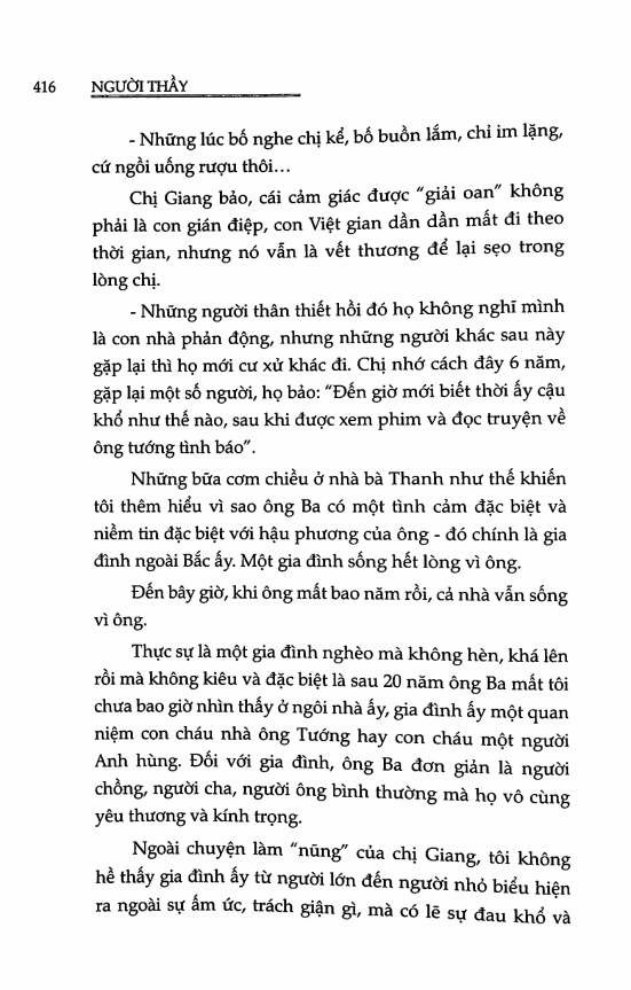 416 NGƯỜI THẦY
- Những lúc bố nghe chị kể, bố buồn lắm, chỉ im lặng,
cứ ngồi uống rượu thôi...
Chị Giang bảo, cái cảm giác được "giải oan" không
phải là con gián điệp, con Việt gian dần dần mất đi theo
thời gian, nhưng nó vẫn là vết thương để lại sẹo trong
lòng chị.
- Những người thân thiết hồi đó họ không nghĩ mình
là con nhà phản động, nhưng những người khác sau này
gặp lại thì họ mới cư xử khác đi. Chị nhớ cách đây 6 năm,
gặp lại một số người, họ bảo: "Đến giờ mới biết thời ấy cậu
khổ như thế nào, sau khi được xem phim và đọc truyện về
ông tướng tình báo".
Những bữa cơm chiều ở nhà bà Thanh như thế khiến
tôi thêm hiểu vì sao ông Ba có một tình cảm đặc biệt và
niềm tin đặc biệt với hậu phương của ông - đó chính là gia
đình ngoài Bắc ấy. Một gia đình sống hết lòng vì ông.
Đến bây giờ, khi ông mất bao năm rồi, cả nhà vẫn sống
vì ông.
Thực sự là một gia đình nghèo mà không hèn, khá lên
rồi mà không kiêu và đặc biệt là sau 20 năm ông Ba mất tôi
chưa bao giờ nhìn thấy ở ngôi nhà ấy, gia đình ấy một quan
niệm con cháu nhà ông Tướng hay con cháu một người
Anh hùng. Đối với gia đình, ông Ba đơn giản là người
chồng, người cha, người ông bình thường mà họ vô cùng
yêu thương và kính trọng.
Ngoài chuyện làm "nũng" của chị Giang, tôi không
hề thấy gia đình ấy từ người lớn đến người nhỏ biểu hiện
ra ngoài sự ấm ức, trách giận gì, mà có lẽ sự đau khổ và